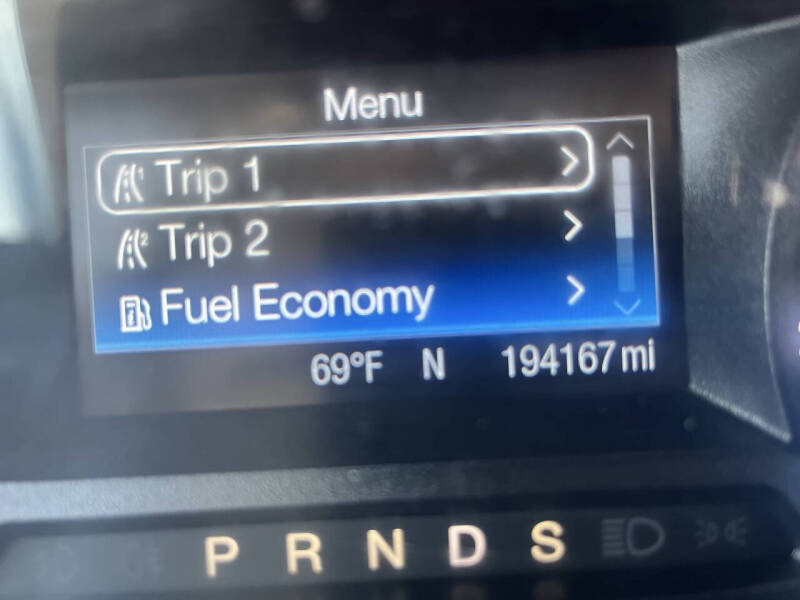 Menu
Trip 1
Trip 2
Fuel Economy
69°F N 194167 mi
P R N D S